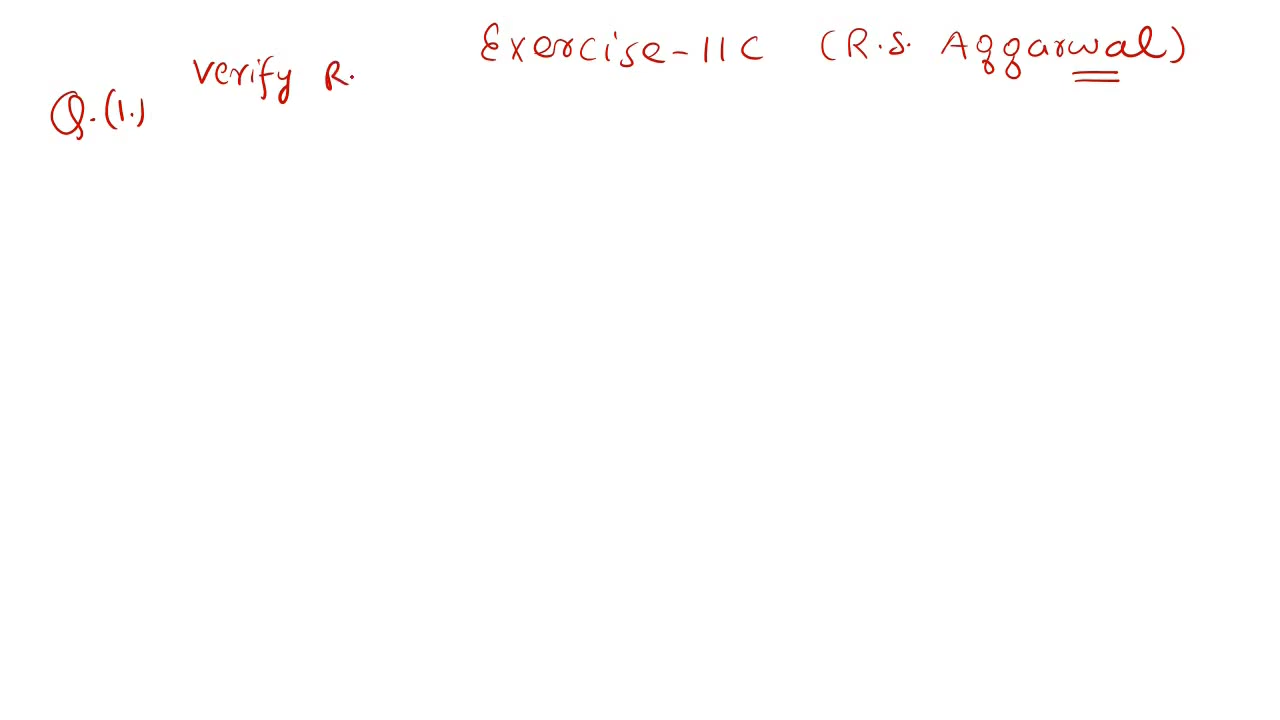 Exercise-11C (R.S. Aggarwal)
Q.(1.) Verify R.